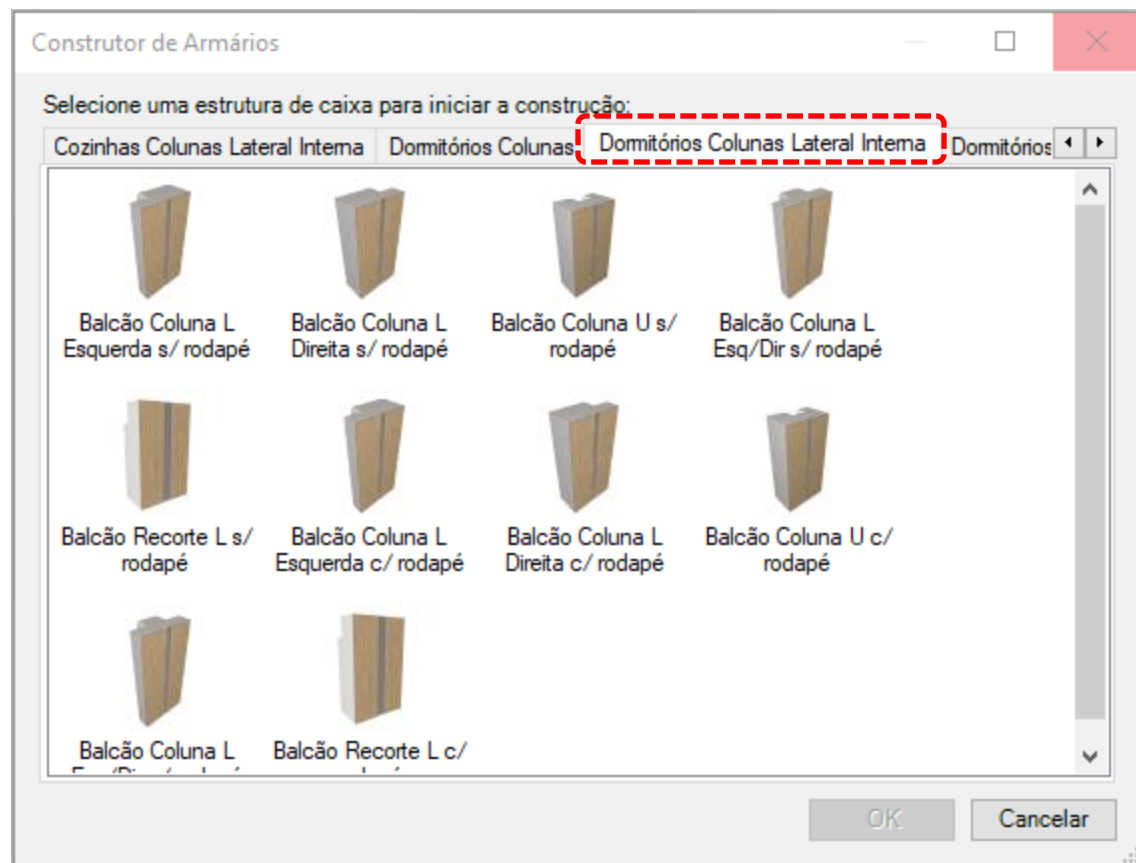 Construtor de Armários
Selecione uma estrutura de caixa para iniciar a construção:
Cozinhas Colunas Lateral Interna
Dormitórios Colunas
Dormitórios Colunas Lateral Interna
Dormitórios
Balcão Coluna L
Esquerda s/ rodapé
Balcão Coluna L
Direita s/ rodapé
Balcão Coluna U s/
rodapé
Balcão Coluna L
Esq/Dir s/ rodapé
Balcão Recorte L s/
rodapé
Balcão Coluna L
Esquerda c/ rodapé
Balcão Coluna L
Direita c/ rodapé
Balcão Coluna U c/
rodapé
Balcão Coluna L
Balcão Recorte L c/
OK
Cancelar